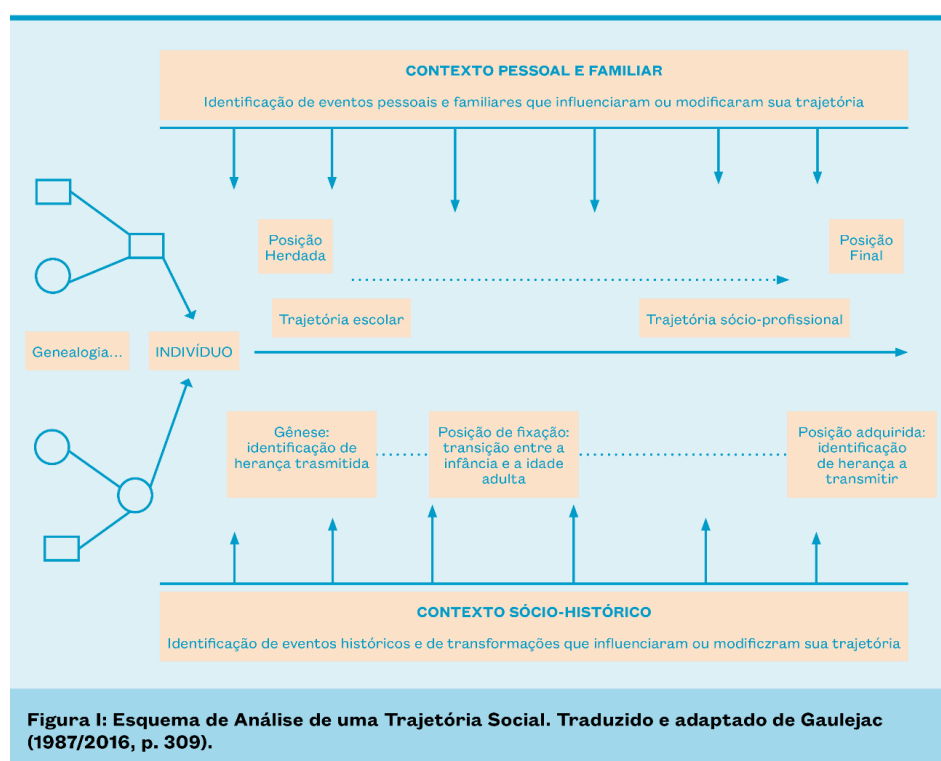 CONTEXTO PESSOAL E FAMILIAR
Identificação de eventos pessoais e familiares que influenciaram ou modificaram sua trajetória
Posição
Herdada
Posição
Final
Trajetória escolar
Trajetória sócio-profissional
Genealogia...
INDIVÍDUO
Gênese:
identificação de
herança trasmitida
Posição de fixação:
transição entre a
infância e a idade
adulta
Posição adquirida:
identificação
de herança a
transmitir
CONTEXTO SÓCIO-HISTÓRICO
Identificação de eventos históricos e de transformações que influenciaram ou modificzram sua trajetória
Figura I: Esquema de Análise de uma Trajetória Social. Traduzido e adaptado de Gaulejac
(1987/2016, p. 309).